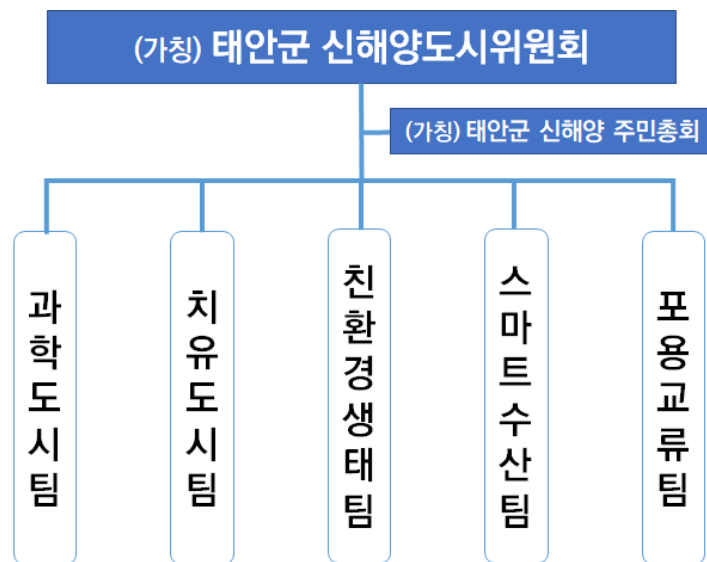 (가칭) 태안군 신해양도시위원회
(가칭) 태안군 신해양 주민총회
과학도시팀
치유도시팀
친환경생태팀
스마트수산팀
포용교류팀